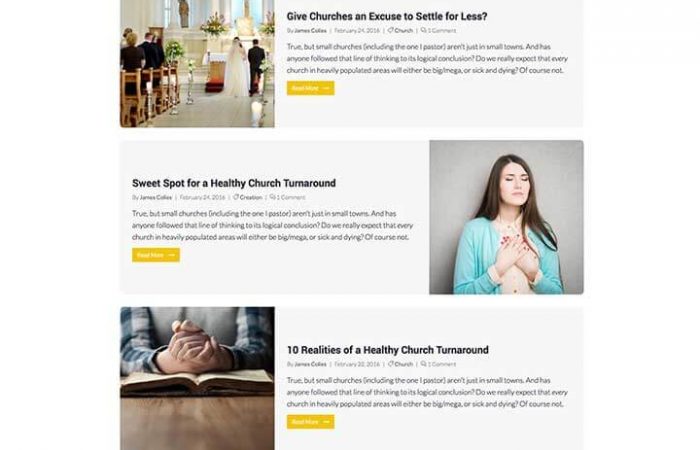 Give Churches an Excuse to Settle for Less?
By James Colles | February 24, 2016 | Church | 1 Comment
True, but small churches (including the one I pastor) aren't just in small towns. And has
anyone followed that line of thinking to its logical conclusion? Do we really expect that every
church in heavily populated areas will either be big/mega, or sick and dying? Of course not.
Read More
Sweet Spot for a Healthy Church Turnaround
By James Colles | February 24, 2016 | Creation | 1 Comment
True, but small churches (including the one I pastor) aren't just in small towns. And has
anyone followed that line of thinking to its logical conclusion? Do we really expect that every
church in heavily populated areas will either be big/mega, or sick and dying? Of course not.
Read More
10 Realities of a Healthy Church Turnaround
By James Colles | February 22, 2016 | Church | 1 Comment
True, but small churches (including the one I pastor) aren't just in small towns. And has
anyone followed that line of thinking to its logical conclusion? Do we really expect that every
church in heavily populated areas will either be big/mega, or sick and dying? Of course not.
Read More